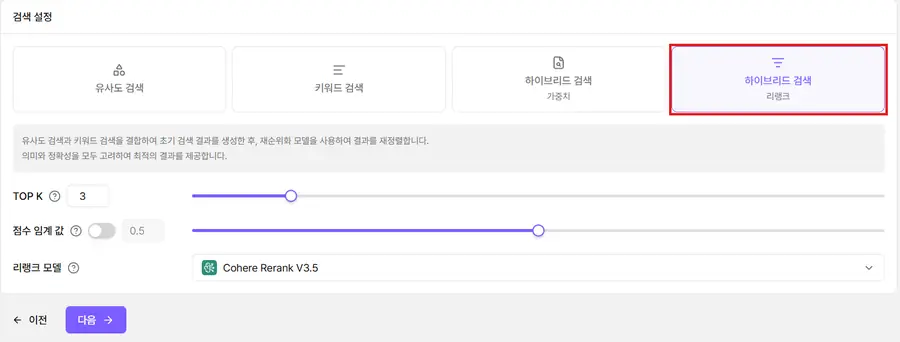 검색 설정
유사도 검색
키워드 검색
하이브리드 검색
가중치
하이브리드 검색
리랭크
유사도 검색과 키워드 검색을 결합하여 초기 검색 결과를 생성한 후, 재순위화 모델을 사용하여 결과를 재정렬합니다.
의미와 정확성을 모두 고려하여 최적의 결과를 제공합니다.
TOP K 3
점수 임계 값 0.5
리랭크 모델 Cohere Rerank V3.5
이전 다음